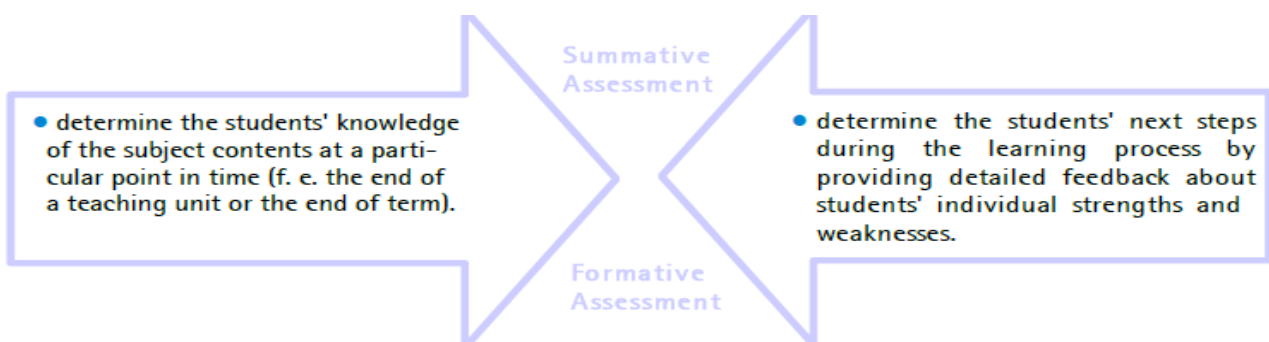 Summative
Assessment
• determine the students' knowledge
of the subject contents at a parti-
cular point in time (f. e. the end of
a teaching unit or the end of term).
• determine the students' next steps
during the learning process by
providing detailed feedback about
students' individual strengths and
weaknesses.
Formative
Assessment